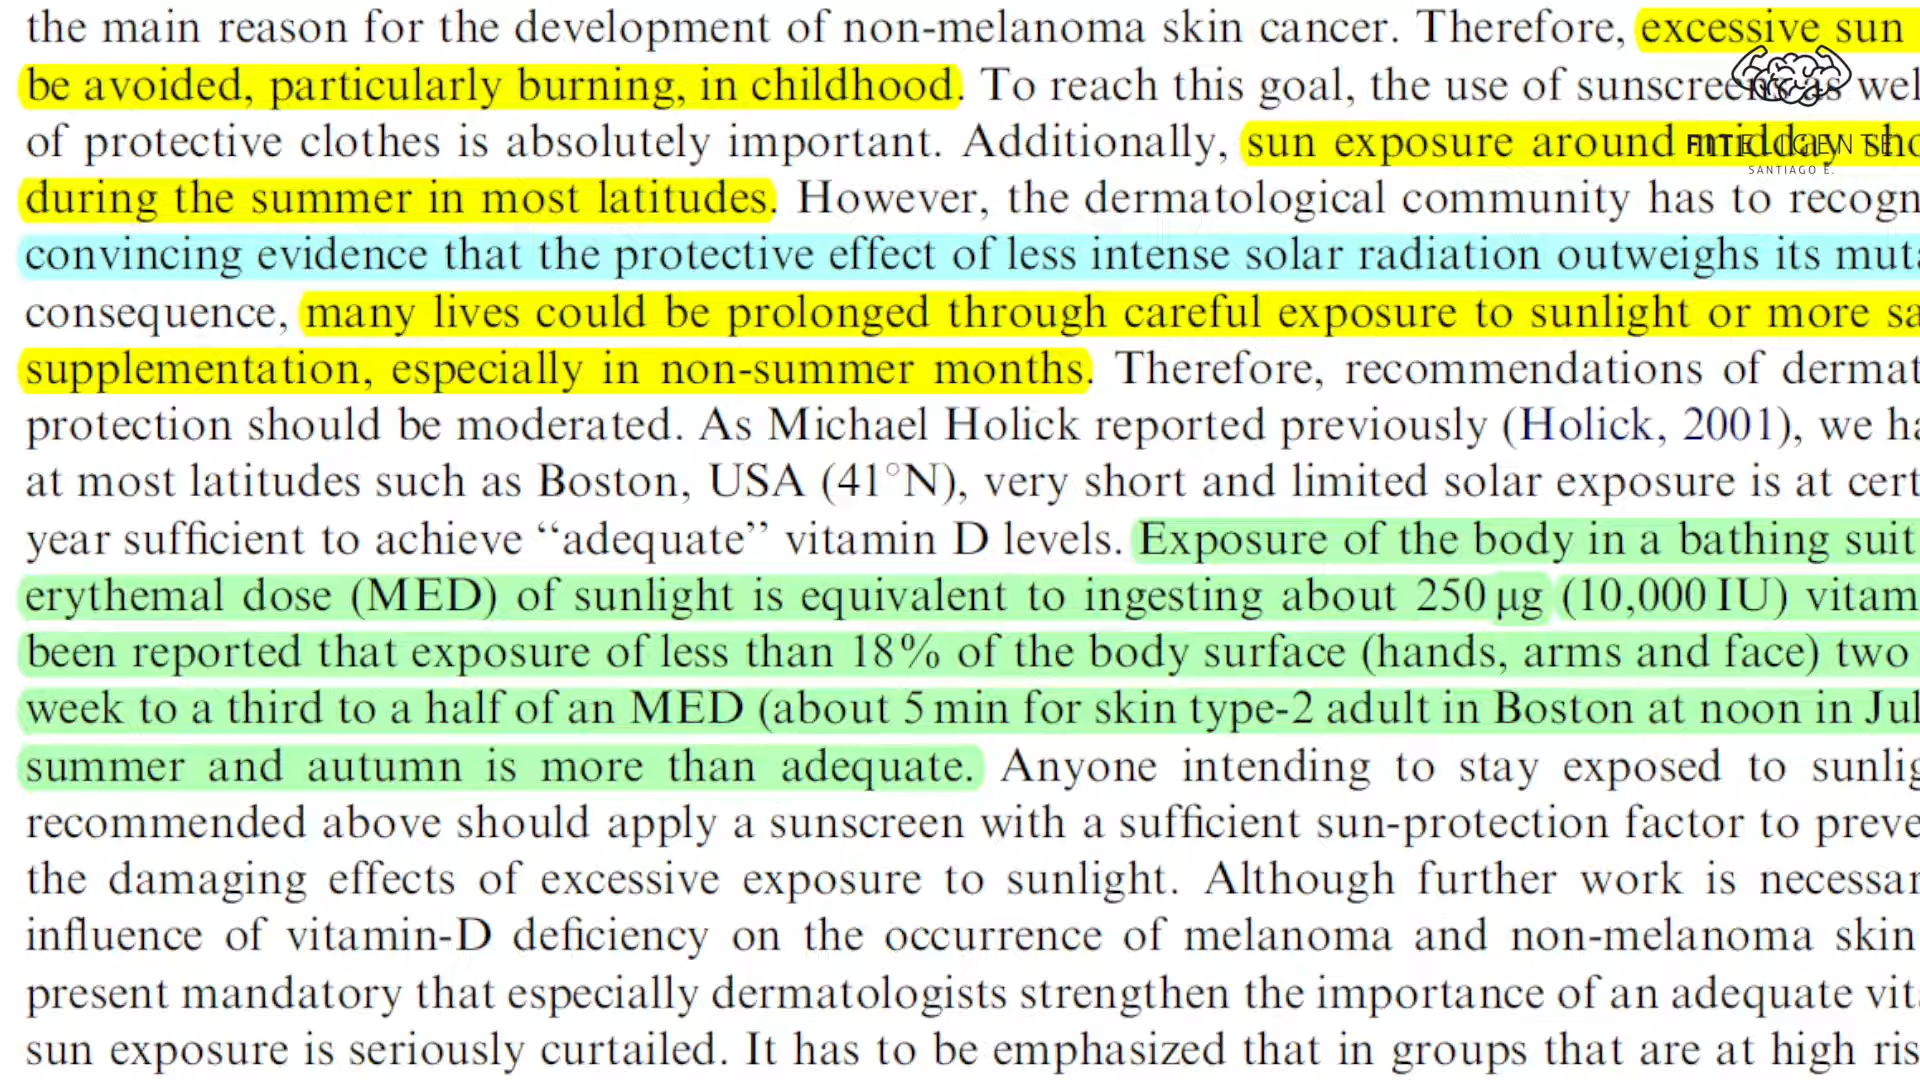 the main reason for the development of non-melanoma skin cancer. Therefore, excessive sun
be avoided, particularly burning, in childhood. To reach this goal, the use of sunscreens as wel
of protective clothes is absolutely important. Additionally, sun exposure around midday sho
during the summer in most latitudes. However, the dermatological community has to recogn
convincing evidence that the protective effect of less intense solar radiation outweighs its muta
consequence, many lives could be prolonged through careful exposure to sunlight or more sa
supplementation, especially in non-summer months. Therefore, recommendations of dermat
protection should be moderated. As Michael Holick reported previously (Holick, 2001), we ha
at most latitudes such as Boston, USA (41°N), very short and limited solar exposure is at cert
year sufficient to achieve “adequate” vitamin D levels. Exposure of the body in a bathing suit
erythemal dose (MED) of sunlight is equivalent to ingesting about 250 μg (10,000 IU) vitam
been reported that exposure of less than 18% of the body surface (hands, arms and face) two
week to a third to a half of an MED (about 5 min for skin type-2 adult in Boston at noon in Jul
summer and autumn is more than adequate. Anyone intending to stay exposed to sunlig
recommended above should apply a sunscreen with a sufficient sun-protection factor to preve
the damaging effects of excessive exposure to sunlight. Although further work is necessar
influence of vitamin-D deficiency on the occurrence of melanoma and non-melanoma skin
present mandatory that especially dermatologists strengthen the importance of an adequate vit
sun exposure is seriously curtailed. It has to be emphasized that in groups that are at high ris
FITELIGENTE
SANTIAGO E.